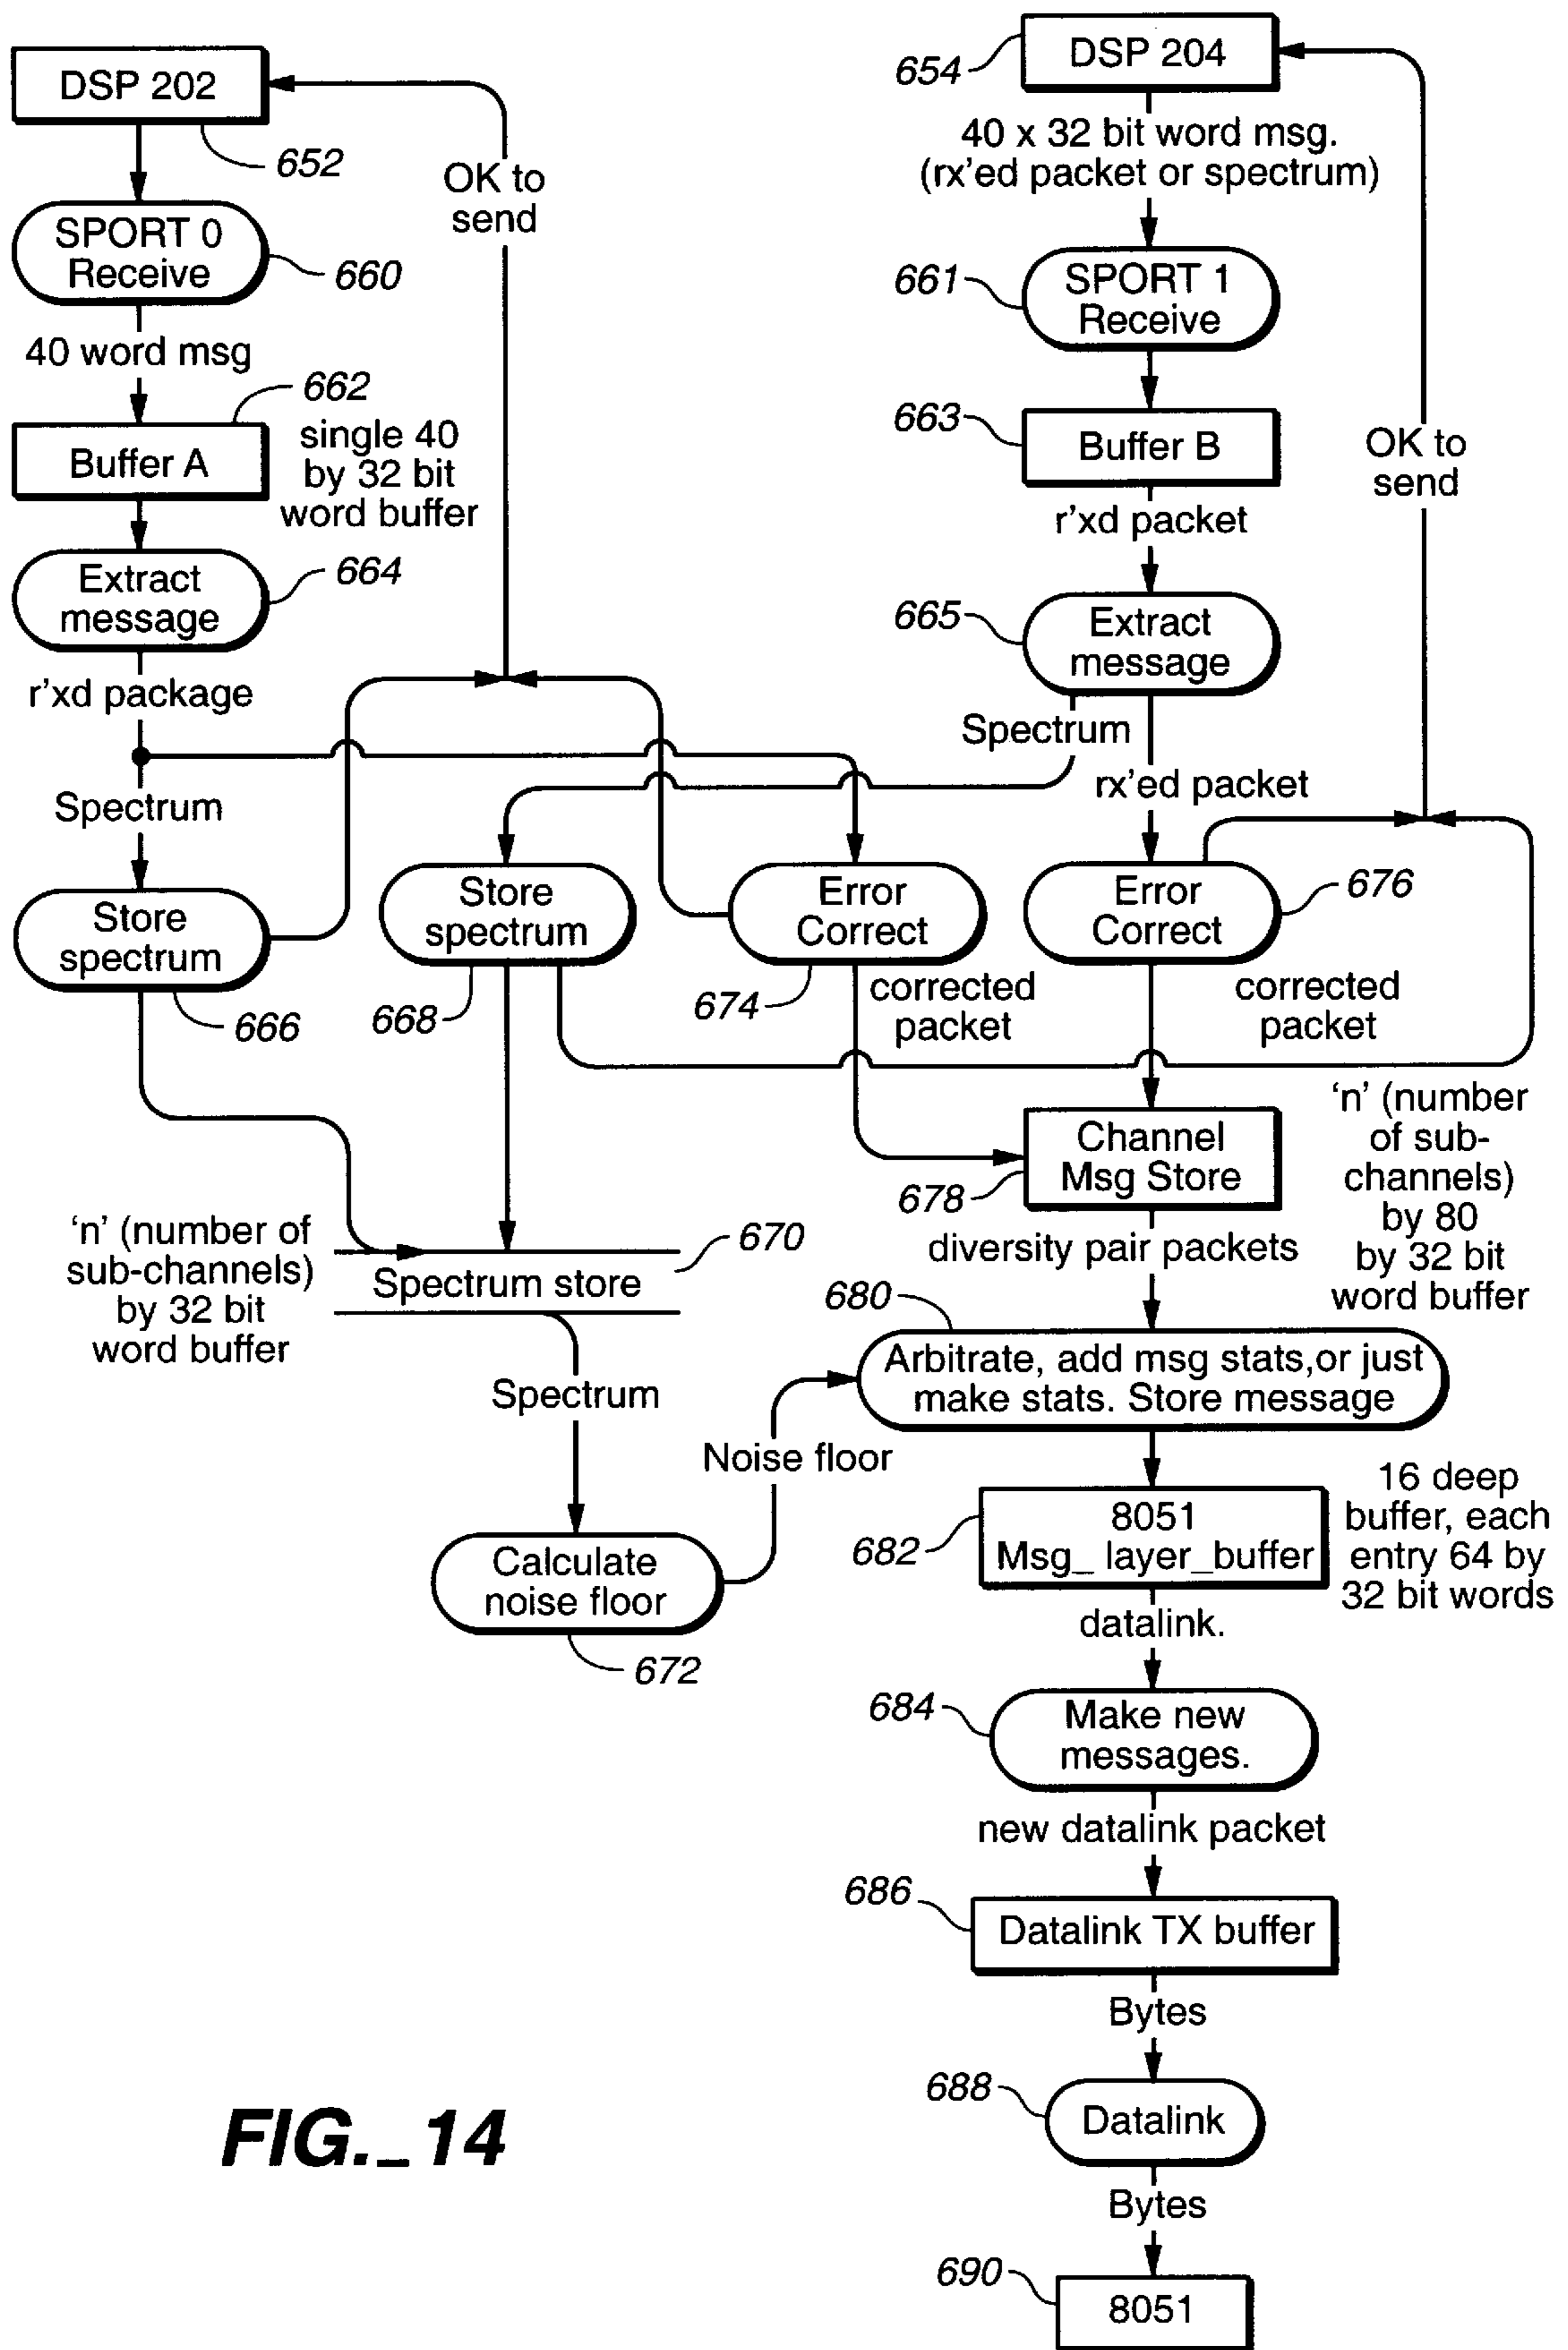 DSP 202
652
SPORT 0
Receive
660
40 word msg
662
Buffer A
single 40
by 32 bit
word buffer
Extract
message
664
r'xd package
Spectrum
Store
spectrum
666
OK to
send
654
DSP 204
40 x 32 bit word msg.
(rx'ed packet or spectrum)
661
SPORT 1
Receive
663
Buffer B
r'xd packet
665
Extract
message
OK to
send
Spectrum
rx'ed packet
Store
spectrum
668
Error
Correct
674
corrected
packet
Error
Correct
676
corrected
packet
Channel
Msg Store
678
'n' (number
of sub-
channels)
by 80
by 32 bit
word buffer
diversity pair packets
'n' (number of
sub-channels)
by 32 bit
word buffer
670
Spectrum store
Spectrum
Calculate
noise floor
672
Noise floor
680
Arbitrate, add msg stats,or just
make stats. Store message
682
8051
Msg_ layer_buffer
16 deep
buffer, each
entry 64 by
32 bit words
datalink.
684
Make new
messages.
new datalink packet
686
Datalink TX buffer
Bytes
688
Datalink
Bytes
690
8051
FIG._14